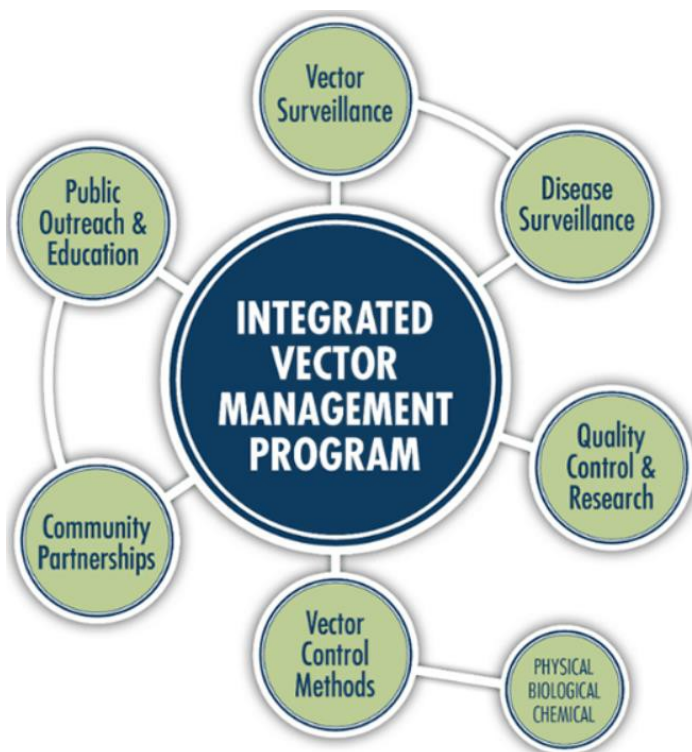 Vector
Surveillance
Disease
Surveillance
Public
Outreach &
Education
INTEGRATED
VECTOR
MANAGEMENT
PROGRAM
Quality
Control &
Research
Community
Partnerships
Vector
Control
Methods
PHYSICAL
BIOLOGICAL
CHEMICAL